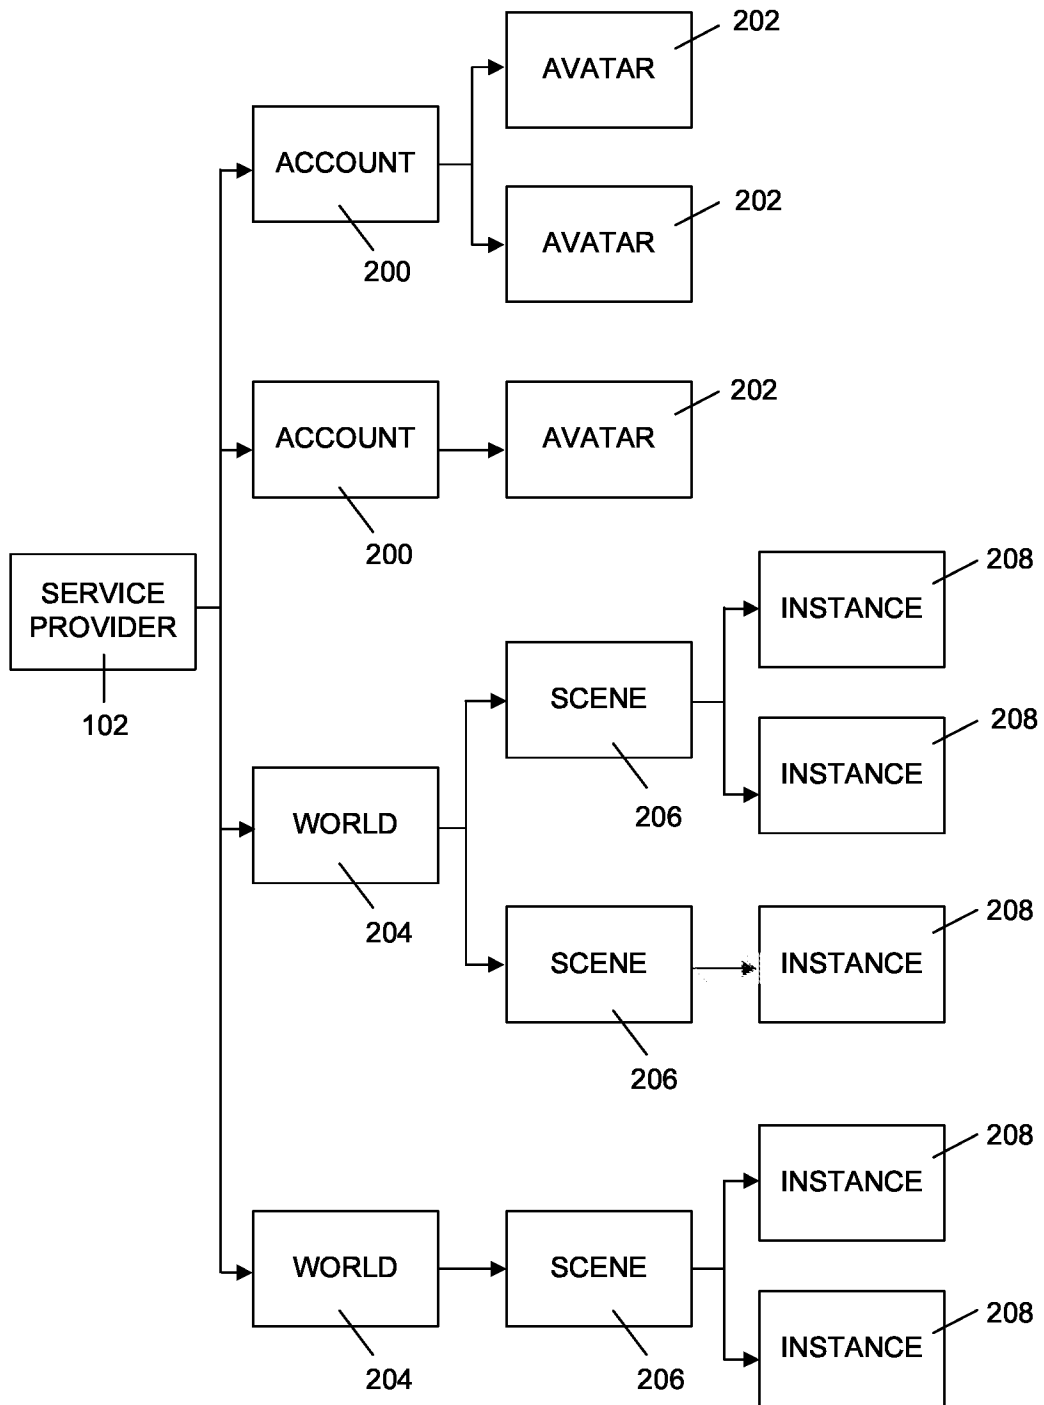 202
AVATAR
ACCOUNT
200
202
AVATAR
202
ACCOUNT
AVATAR
200
SERVICE
PROVIDER
102
208
INSTANCE
SCENE
206
208
INSTANCE
WORLD
204
208
SCENE
INSTANCE
206
208
INSTANCE
WORLD
204
SCENE
206
208
INSTANCE